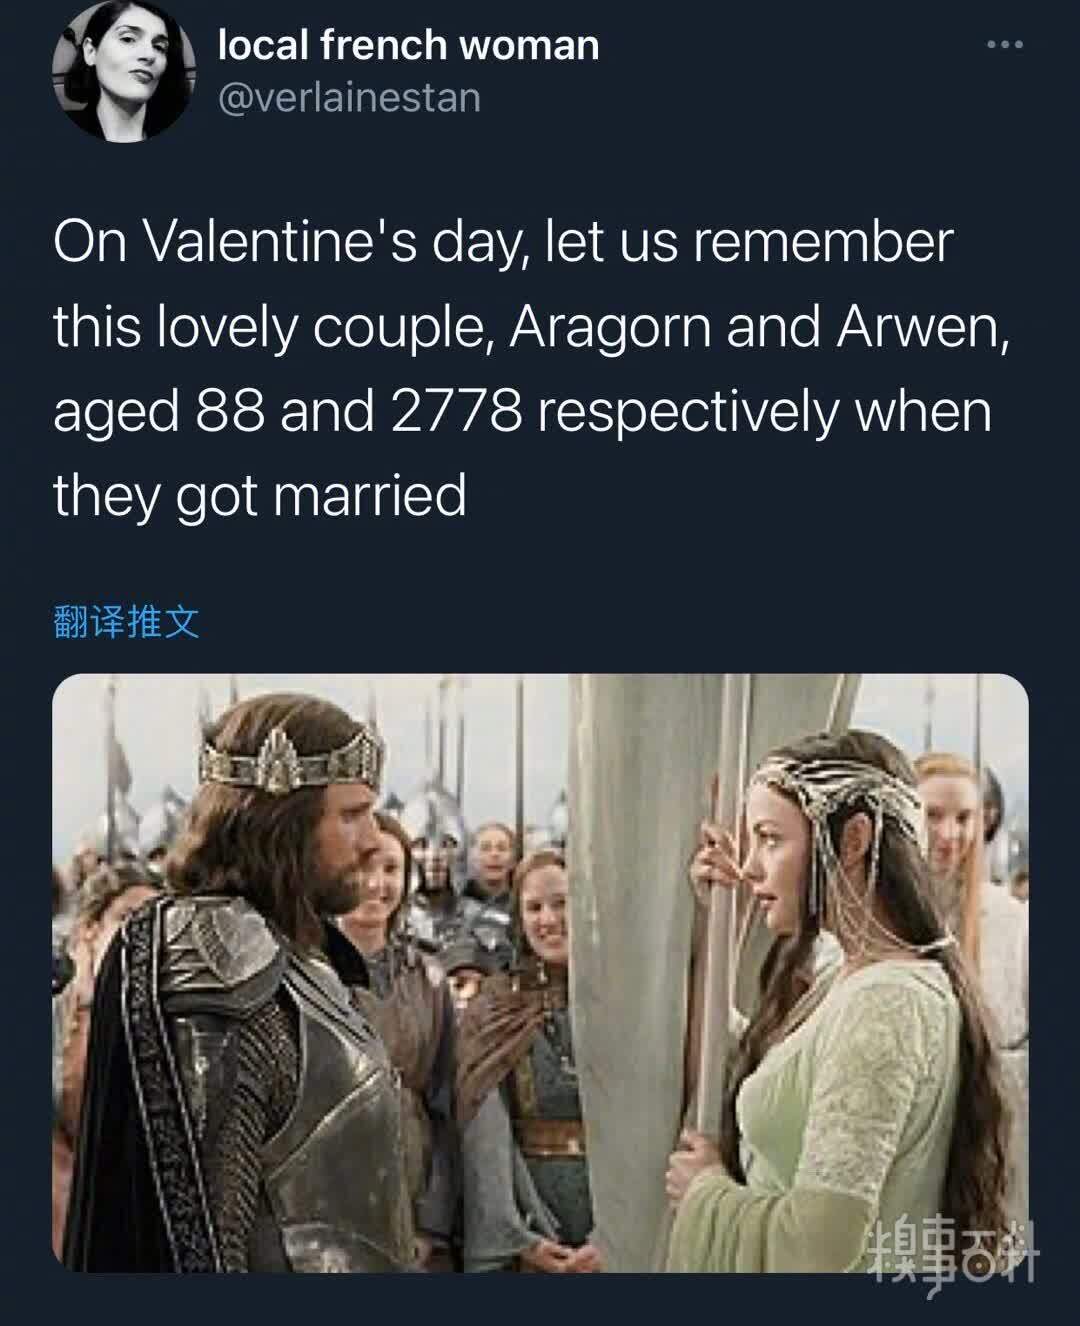 local french woman
@verlainestan
On Valentine's day, let us remember
this lovely couple, Aragorn and Arwen,
aged 88 and 2778 respectively when
they got married
翻译推文
糗事百科